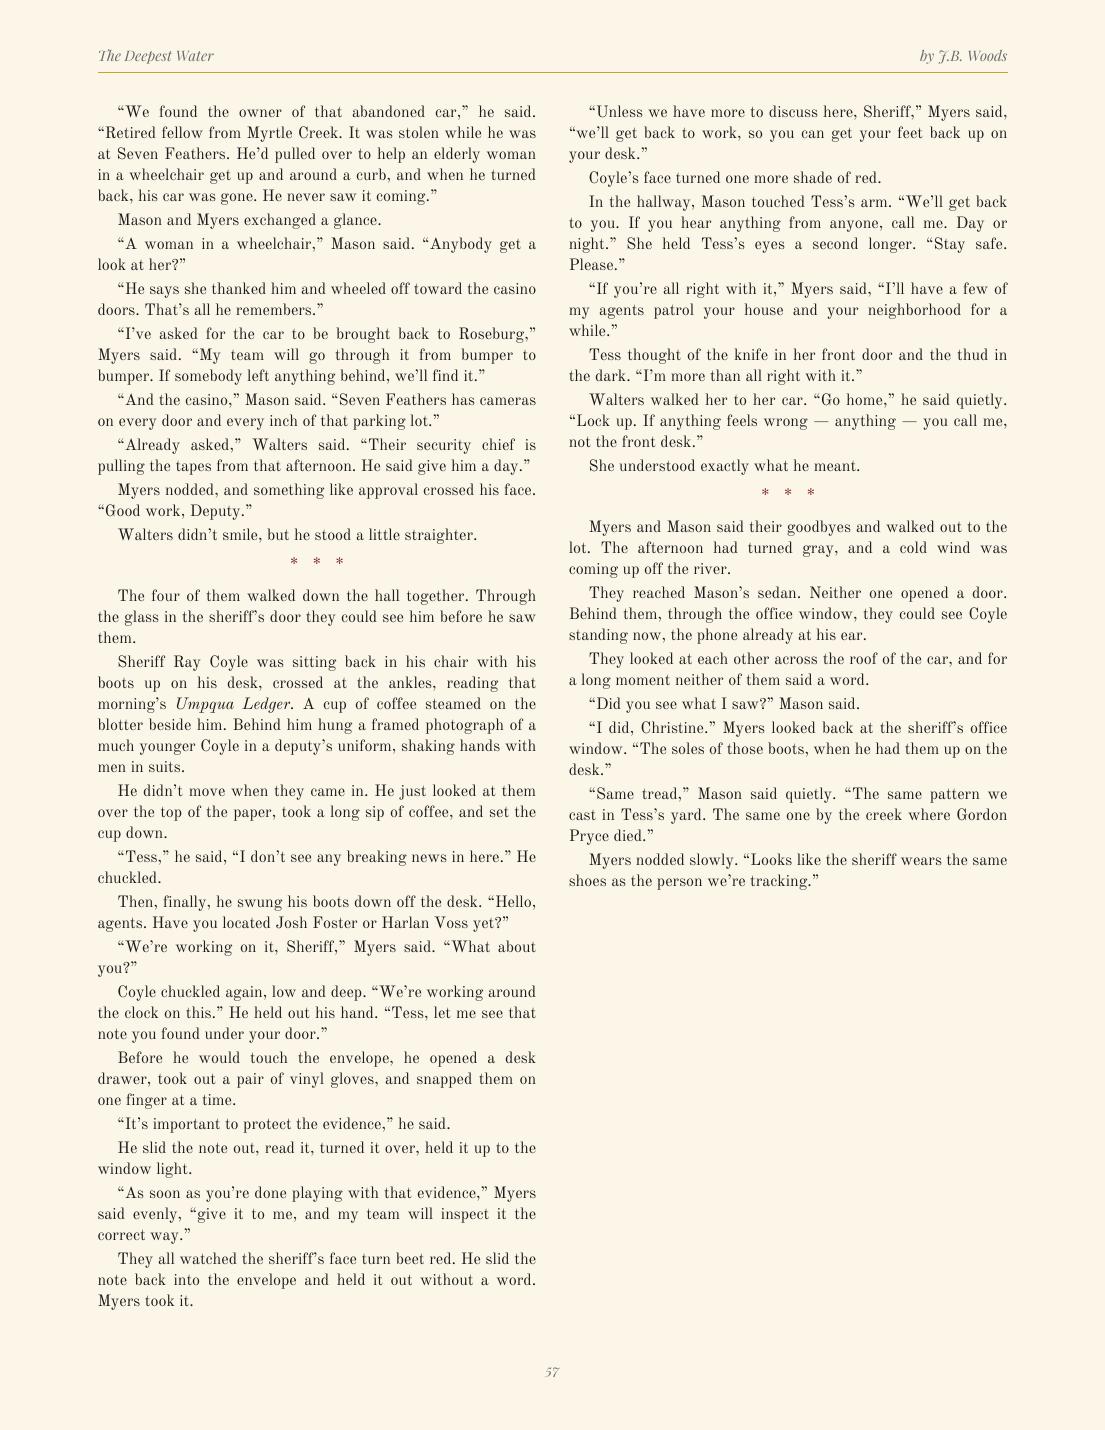 The Deepest Water
by J.B. Woods
“We found the owner of that abandoned car,” he said.
“Retired fellow from Myrtle Creek. It was stolen while he was
at Seven Feathers. He’d pulled over to help an elderly woman
in a wheelchair get up and around a curb, and when he turned
back, his car was gone. He never saw it coming.”
Mason and Myers exchanged a glance.
“A woman in a wheelchair,” Mason said. “Anybody get a
look at her?”
“He says she thanked him and wheeled off toward the casino
doors. That’s all he remembers.”
“I’ve asked for the car to be brought back to Roseburg,”
Myers said. “My team will go through it from bumper to
bumper. If somebody left anything behind, we’ll find it.”
“And the casino,” Mason said. “Seven Feathers has cameras
on every door and every inch of that parking lot.”
“Already asked,” Walters said. “Their security chief is
pulling the tapes from that afternoon. He said give him a day.”
Myers nodded, and something like approval crossed his face.
“Good work, Deputy.”
Walters didn’t smile, but he stood a little straighter.
* * *
The four of them walked down the hall together. Through
the glass in the sheriff’s door they could see him before he saw
them.
Sheriff Ray Coyle was sitting back in his chair with his
boots up on his desk, crossed at the ankles, reading that
morning’s Umpqua Ledger. A cup of coffee steamed on the
blotter beside him. Behind him hung a framed photograph of a
much younger Coyle in a deputy’s uniform, shaking hands with
men in suits.
He didn’t move when they came in. He just looked at them
over the top of the paper, took a long sip of coffee, and set the
cup down.
“Tess,” he said, “I don’t see any breaking news in here.” He
chuckled.
Then, finally, he swung his boots down off the desk. “Hello,
agents. Have you located Josh Foster or Harlan Voss yet?”
“We’re working on it, Sheriff,” Myers said. “What about
you?”
Coyle chuckled again, low and deep. “We’re working around
the clock on this.” He held out his hand. “Tess, let me see that
note you found under your door.”
Before he would touch the envelope, he opened a desk
drawer, took out a pair of vinyl gloves, and snapped them on
one finger at a time.
“It’s important to protect the evidence,” he said.
He slid the note out, read it, turned it over, held it up to the
window light.
“As soon as you’re done playing with that evidence,” Myers
said evenly, “give it to me, and my team will inspect it the
correct way.”
They all watched the sheriff’s face turn beet red. He slid the
note back into the envelope and held it out without a word.
Myers took it.
“Unless we have more to discuss here, Sheriff,” Myers said,
“we’ll get back to work, so you can get your feet back up on
your desk.”
Coyle’s face turned one more shade of red.
In the hallway, Mason touched Tess’s arm. “We’ll get back
to you. If you hear anything from anyone, call me. Day or
night.” She held Tess’s eyes a second longer. “Stay safe.
Please.”
“If you’re all right with it,” Myers said, “I’ll have a few of
my agents patrol your house and your neighborhood for a
while.”
Tess thought of the knife in her front door and the thud in
the dark. “I’m more than all right with it.”
Walters walked her to her car. “Go home,” he said quietly.
“Lock up. If anything feels wrong — anything — you call me,
not the front desk.”
She understood exactly what he meant.
* * *
Myers and Mason said their goodbyes and walked out to the
lot. The afternoon had turned gray, and a cold wind was
coming up off the river.
They reached Mason’s sedan. Neither one opened a door.
Behind them, through the office window, they could see Coyle
standing now, the phone already at his ear.
They looked at each other across the roof of the car, and for
a long moment neither of them said a word.
“Did you see what I saw?” Mason said.
“I did, Christine.” Myers looked back at the sheriff’s office
window. “The soles of those boots, when he had them up on the
desk.”
“Same tread,” Mason said quietly. “The same pattern we
cast in Tess’s yard. The same one by the creek where Gordon
Pryce died.”
Myers nodded slowly. “Looks like the sheriff wears the same
shoes as the person we’re tracking.”
57